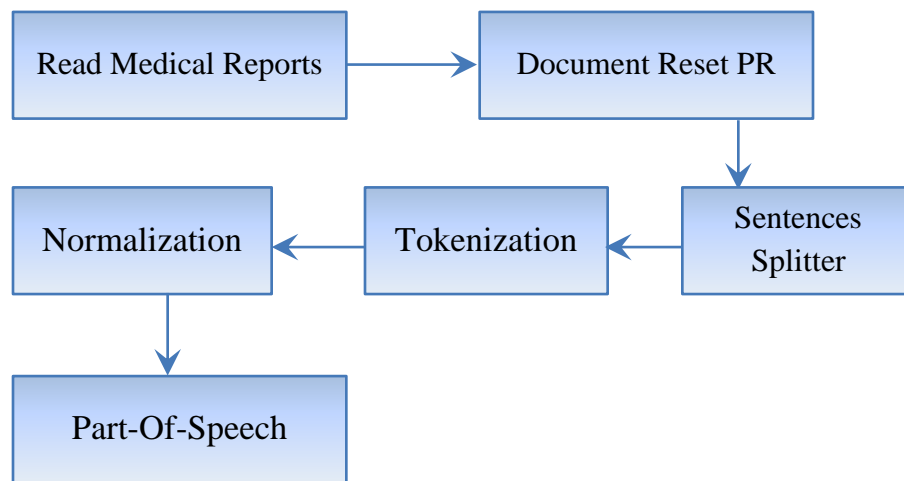 Read Medical Reports
Document Reset PR
Sentences
Splitter
Tokenization
Normalization
Part-Of-Speech